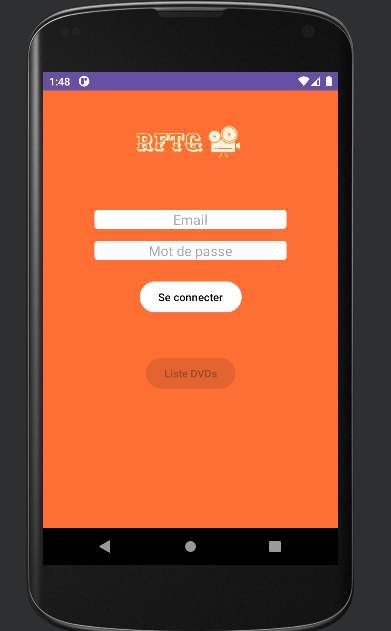 1:48
RFTG
Email
Mot de passe
Se connecter
Liste DVDs